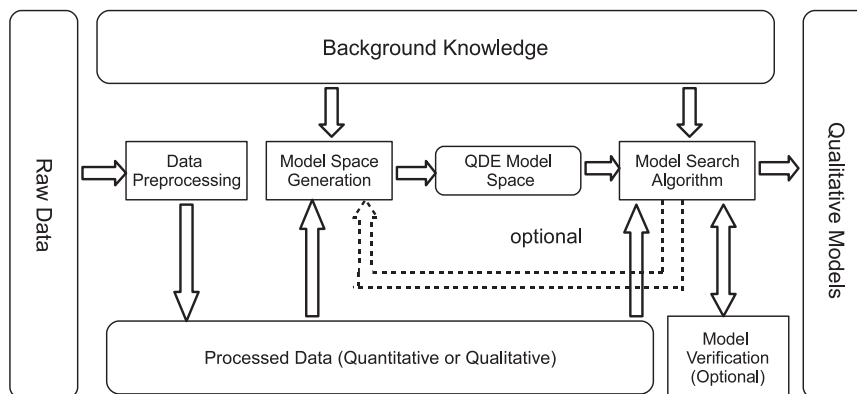 Background Knowledge
Raw Data
Data
Preprocessing
Model Space
Generation
QDE Model
Space
Model Search
Algorithm
Qualitative Models
optional
Processed Data (Quantitative or Qualitative)
Model
Verification
(Optional)